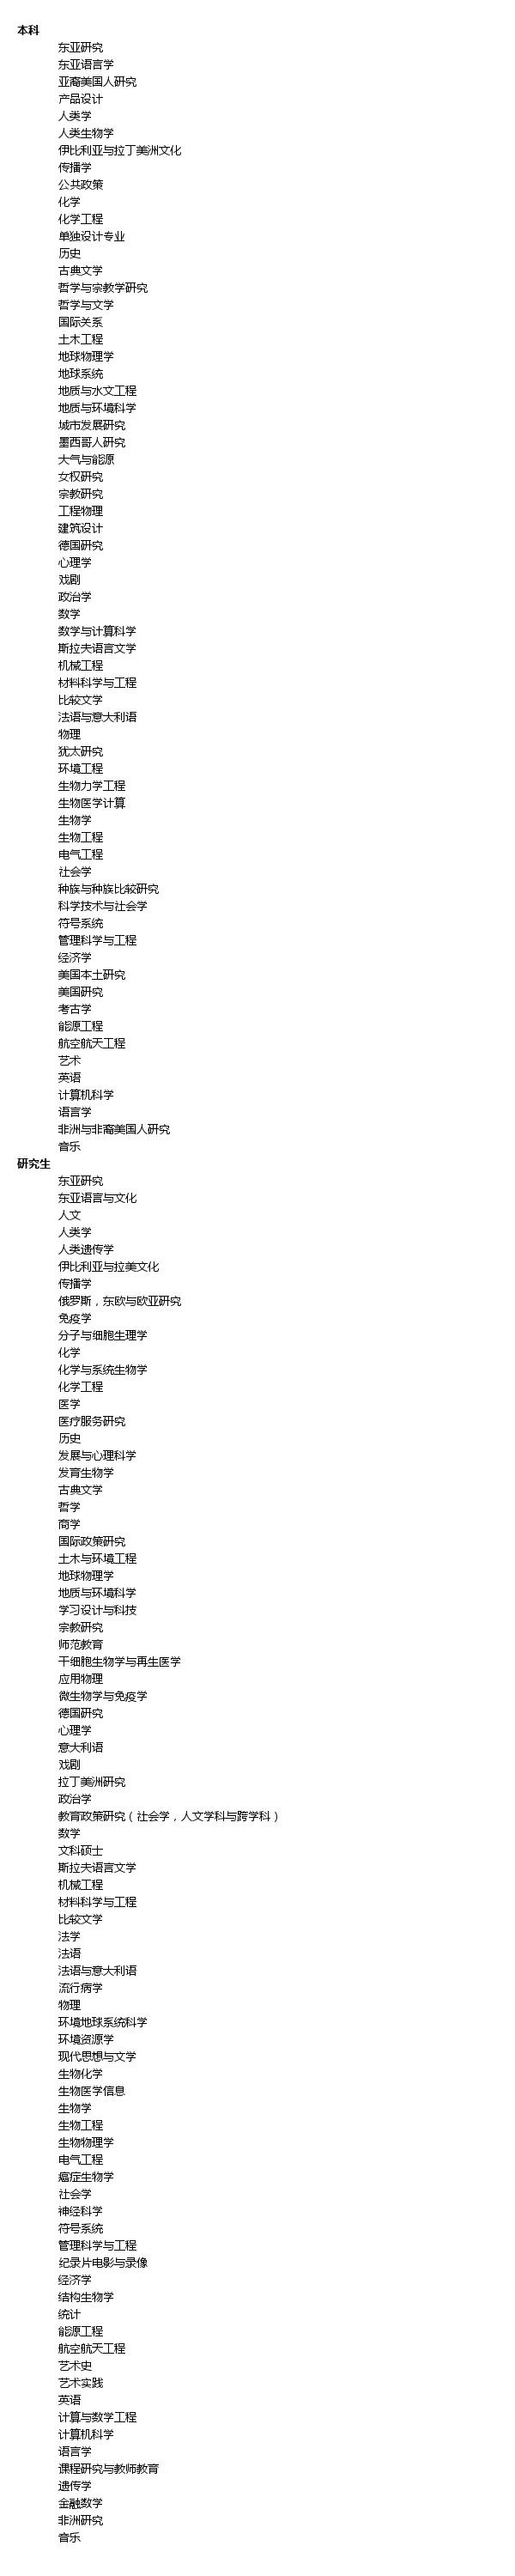 本科
东亚研究
东亚语言学
亚裔美国人研究
产品设计
人类学
人类生物学
伊比利亚与拉丁美洲文化
传播学
公共政策
化学
化学工程
单独设计专业
历史
古典文学
哲学与宗教学研究
哲学与文学
国际关系
土木工程
地球物理学
地球系统
地质与水文工程
地质与环境科学
城市发展研究
墨西哥人研究
大气与能源
女权研究
宗教研究
工程物理
建筑设计
德国研究
心理学
戏剧
政治学
数学
数学与计算科学
斯拉夫语言文学
机械工程
材料科学与工程
比较文学
法语与意大利语
物理
犹太研究
环境工程
生物力学工程
生物医学计算
生物学
生物工程
电气工程
社会学
种族与种族比较研究
科学技术与社会学
符号系统
管理科学与工程
经济学
美国本土研究
美国研究
考古学
能源工程
航空航天工程
艺术
英语
计算机科学
语言学
非洲与非裔美国人研究
音乐
研究生
东亚研究
东亚语言与文化
人文
人类学
人类遗传学
伊比利亚与拉美文化
传播学
俄罗斯，东欧与欧亚研究
免疫学
分子与细胞生理学
化学
化学与系统生物学
化学工程
医学
医疗服务研究
历史
发展与心理科学
发育生物学
古典文学
哲学
商学
国际政策研究
土木与环境工程
地球物理学
地质与环境科学
学习设计与科技
宗教研究
师范教育
干细胞生物学与再生医学
应用物理
微生物学与免疫学
德国研究
心理学
意大利语
戏剧
拉丁美洲研究
政治学
教育政策研究（社会学，人文学科与跨学科）
数学
文科硕士
斯拉夫语言文学
机械工程
材料科学与工程
比较文学
法学
法语
法语与意大利语
流行病学
物理
环境地球系统科学
环境资源学
现代思想与文学
生物化学
生物医学信息
生物学
生物工程
生物物理学
电气工程
癌症生物学
社会学
神经科学
符号系统
管理科学与工程
纪录片电影与录像
经济学
结构生物学
统计
能源工程
航空航天工程
艺术史
艺术实践
英语
计算与数学工程
计算机科学
语言学
课程研究与教师教育
遗传学
金融数学
非洲研究
音乐